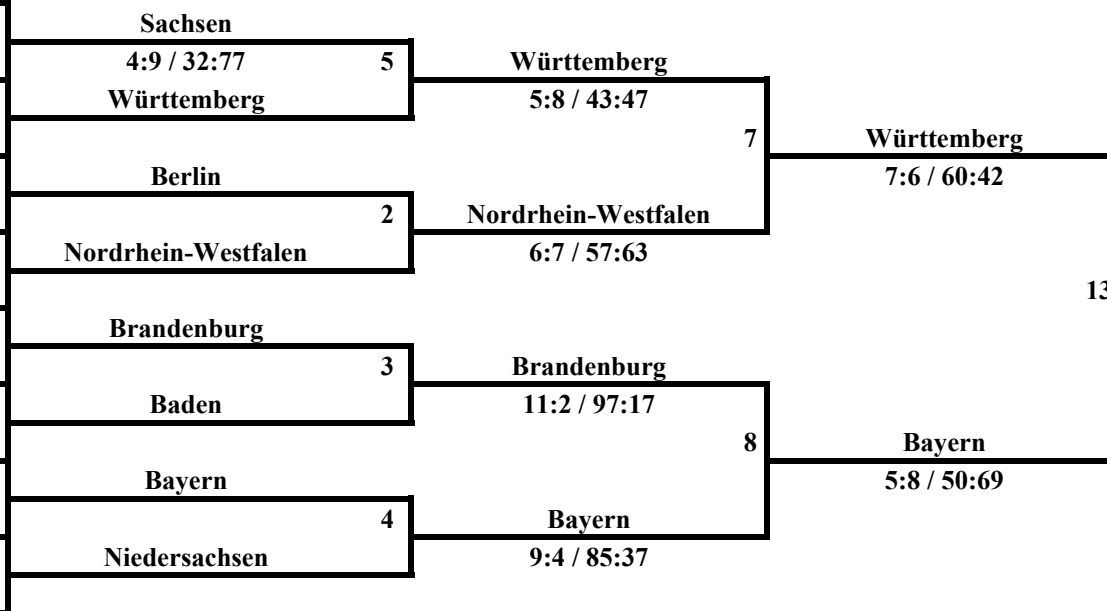 Sachsen
4:9 / 32:77
5
Württemberg
Württemberg
5:8 / 43:47
7
Württemberg
7:6 / 60:42
Berlin
2
Nordrhein-Westfalen
Nordrhein-Westfalen
6:7 / 57:63
13
Brandenburg
3
Brandenburg
Baden
11:2 / 97:17
8
Bayern
5:8 / 50:69
Bayern
4
Bayern
Niedersachsen
9:4 / 85:37